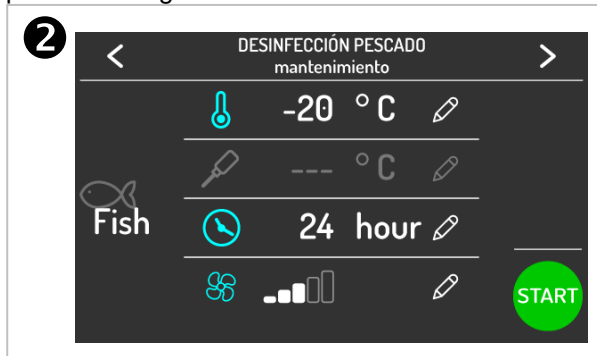 2
DESINFECCIÓN PESCADO
mantenimiento
-20 °C
--- °C
Fish
24 hour
START